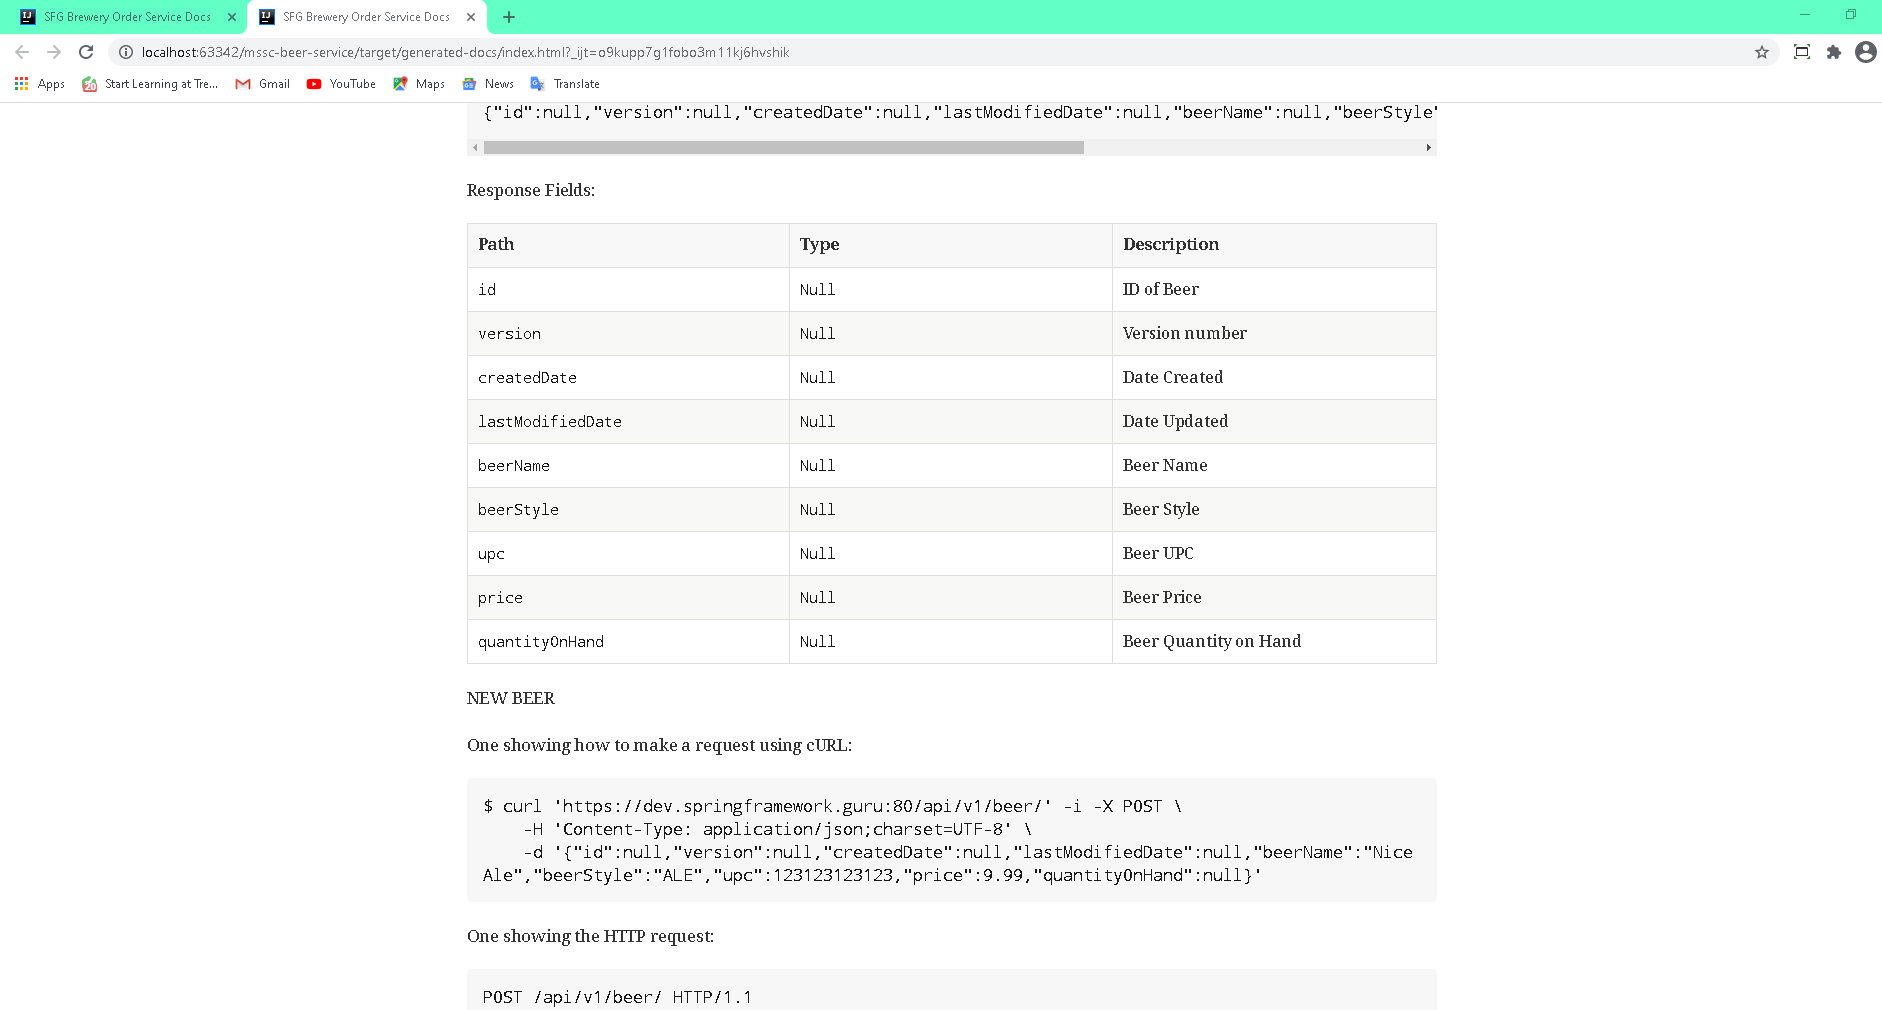 SFG Brewery Order Service Docs
SFG Brewery Order Service Docs
localhost:63342/mssc-beer-service/target/generated-docs/index.html?_ijt=o9kupp7g1fobo3m11kj6hvshik
Apps
Start Learning at Tre...
Gmail
YouTube
Maps
News
Translate
{"id":null,"version":null,"createdDate":null,"lastModifiedDate":null,"beerName":null,"beerStyle"
Response Fields:
Path Type Description
id Null ID of Beer
version Null Version number
createdDate Null Date Created
lastModifiedDate Null Date Updated
beerName Null Beer Name
beerStyle Null Beer Style
upc Null Beer UPC
price Null Beer Price
quantityOnHand Null Beer Quantity on Hand
NEW BEER
One showing how to make a request using cURL:
$ curl 'https://dev.springframework.guru:80/api/v1/beer/' -i -X POST \
-H 'Content-Type: application/json;charset=UTF-8' \
-d '{"id":null,"version":null,"createdDate":null,"lastModifiedDate":null,"beerName":"Nice
Ale","beerStyle":"ALE","upc":123123123123,"price":9.99,"quantityOnHand":null}'
One showing the HTTP request:
POST /api/v1/beer/ HTTP/1.1